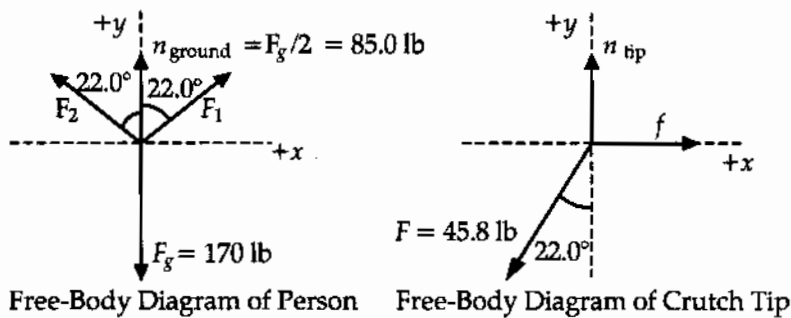 +y
n ground = Fg/2 = 85.0 lb
22.0° 22.0°
F2 F1
+x
Fg = 170 lb
Free-Body Diagram of Person
+y
n tip
f
+x
F = 45.8 lb
22.0°
Free-Body Diagram of Crutch Tip